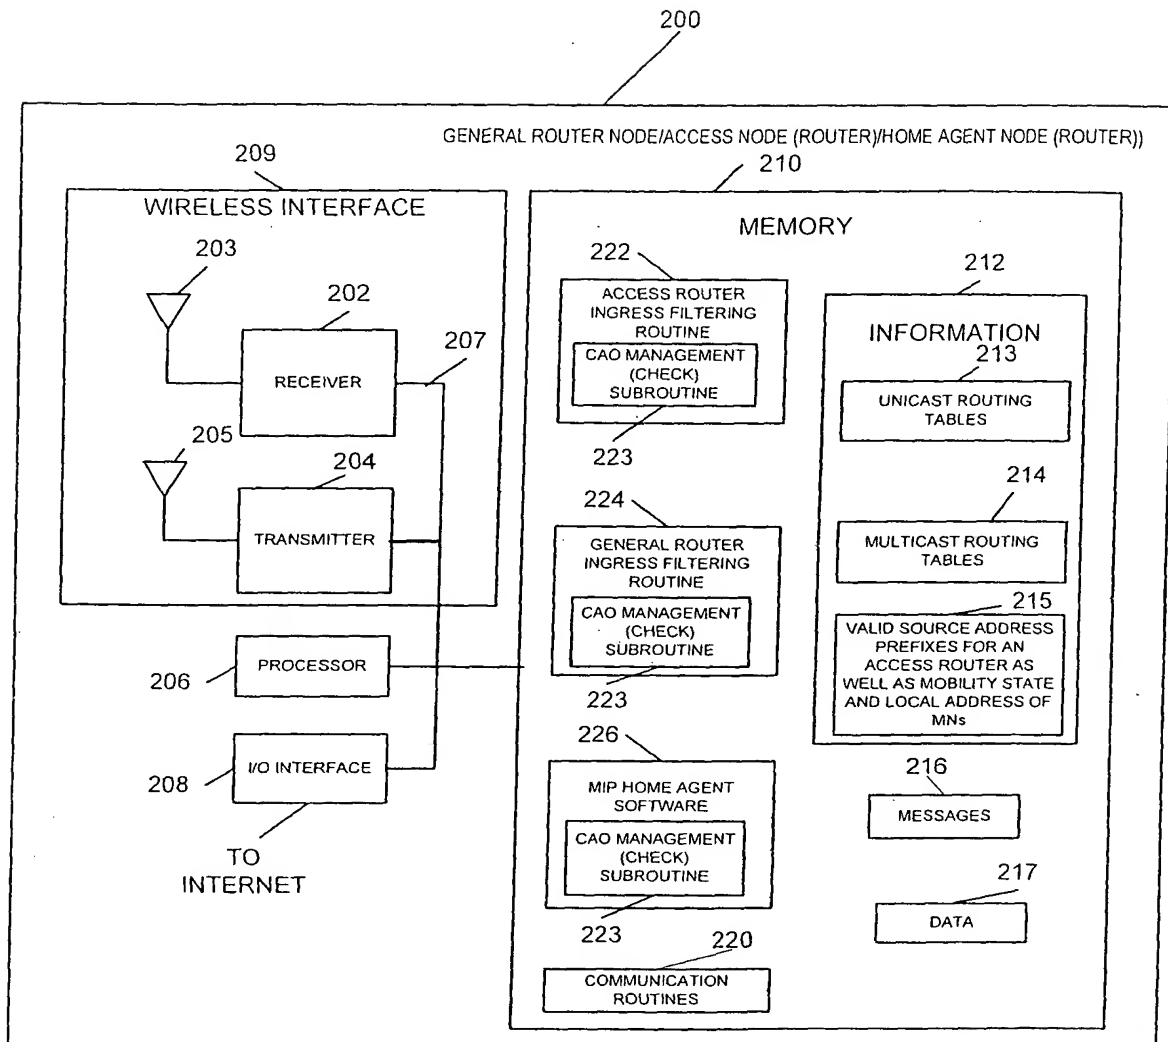 200
GENERAL ROUTER NODE/ACCESS NODE (ROUTER)/HOME AGENT NODE (ROUTER))
209
WIRELESS INTERFACE
203
202
207
RECEIVER
205
204
TRANSMITTER
PROCESSOR
206
I/O INTERFACE
208
TO
INTERNET
210
MEMORY
222
ACCESS ROUTER
INGRESS FILTERING
ROUTINE
CAO MANAGEMENT
(CHECK)
SUBROUTINE
223
224
GENERAL ROUTER
INGRESS FILTERING
ROUTINE
CAO MANAGEMENT
(CHECK)
SUBROUTINE
223
226
MIP HOME AGENT
SOFTWARE
CAO MANAGEMENT
(CHECK)
SUBROUTINE
223
220
COMMUNICATION
ROUTINES
212
INFORMATION
213
UNICAST ROUTING
TABLES
214
MULTICAST ROUTING
TABLES
215
VALID SOURCE ADDRESS
PREFIXES FOR AN
ACCESS ROUTER AS
WELL AS MOBILITY STATE
AND LOCAL ADDRESS OF
MNs
216
MESSAGES
217
DATA